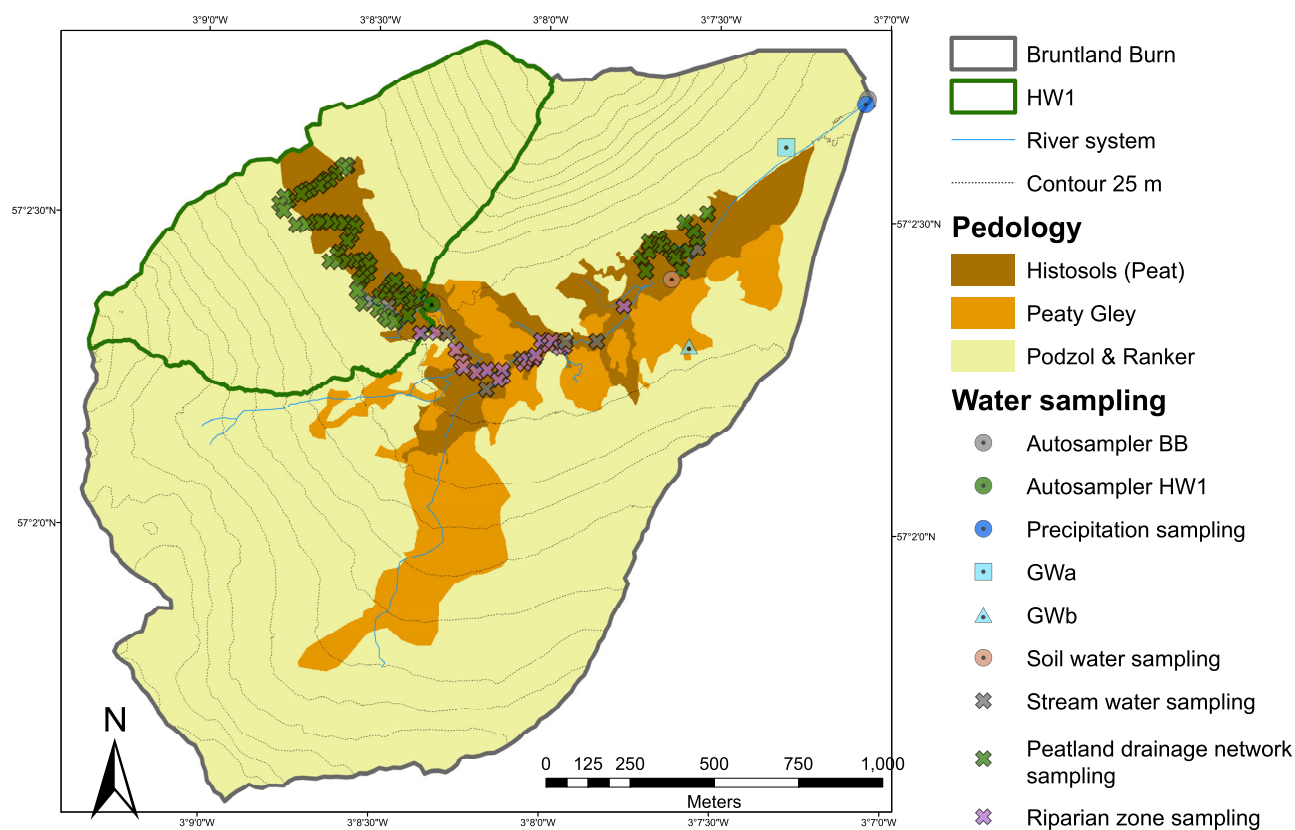 3°9'0"W 3°8'30"W 3°8'0"W 3°7'30"W 3°7'0"W
57°2'30"N 57°2'30"N
57°2'0"N 57°2'0"N
N
0 125 250 500 750 1,000
Meters
3°9'0"W 3°8'30"W 3°8'0"W 3°7'30"W 3°7'0"W
Bruntland Burn
HW1
River system
Contour 25 m
Pedology
Histosols (Peat)
Peaty Gley
Podzol & Ranker
Water sampling
Autosampler BB
Autosampler HW1
Precipitation sampling
GWa
GWb
Soil water sampling
Stream water sampling
Peatland drainage network
sampling
Riparian zone sampling